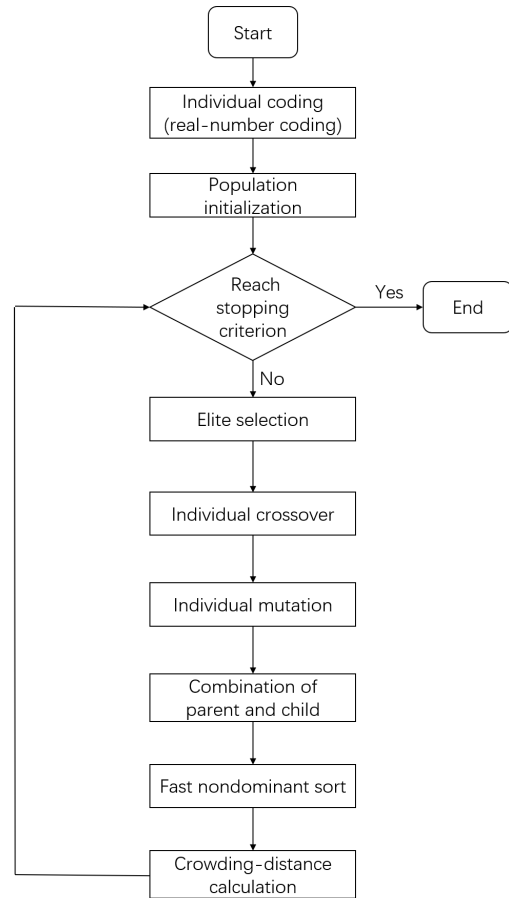 Start
Individual coding
(real-number coding)
Population
initialization
Reach
stopping
criterion
Yes
End
No
Elite selection
Individual crossover
Individual mutation
Combination of
parent and child
Fast nondominant sort
Crowding-distance
calculation